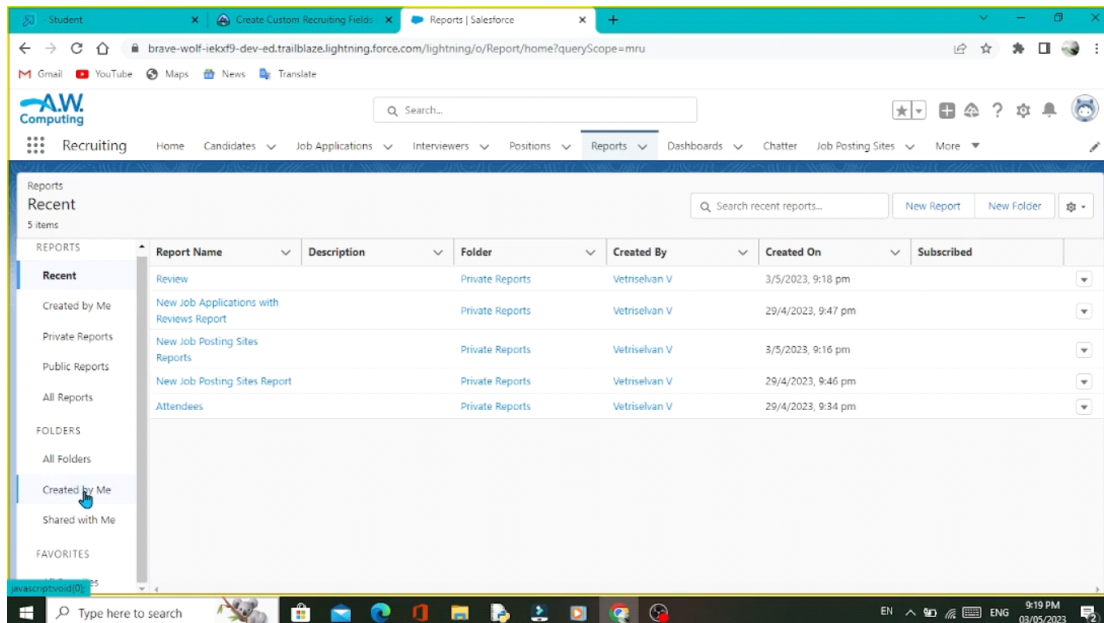 - Student
Create Custom Recruiting Fields
Reports | Salesforce
brave-wolf-iekxf9-dev-ed.trailblaze.lightning.force.com/lightning/o/Report/home?queryScope=mru
Gmail YouTube Maps News Translate
A.W. Computing
Search...
Recruiting Home Candidates Job Applications Interviewers Positions Reports Dashboards Chatter Job Posting Sites More
Reports
Recent
5 items
Search recent reports...
New Report New Folder
REPORTS
Recent
Created by Me
Private Reports
Public Reports
All Reports
FOLDERS
All Folders
Created by Me
Shared with Me
FAVORITES
Report Name Description Folder Created By Created On Subscribed
Review Private Reports Vetriselvan V 3/5/2023, 9:18 pm
New Job Applications with
Reviews Report Private Reports Vetriselvan V 29/4/2023, 9:47 pm
New Job Posting Sites
Reports Private Reports Vetriselvan V 3/5/2023, 9:16 pm
New Job Posting Sites Report Private Reports Vetriselvan V 29/4/2023, 9:46 pm
Attendees Private Reports Vetriselvan V 29/4/2023, 9:34 pm
javascript:void(0);
Type here to search
EN ENG 9:19 PM
03/05/2023